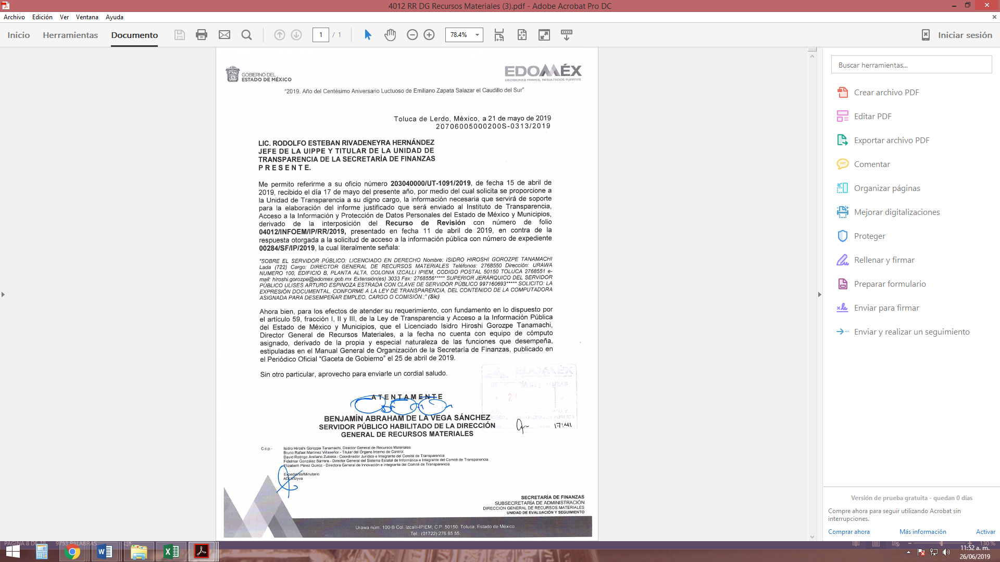 4012 RR DG Recursos Materiales (3).pdf - Adobe Acrobat Pro DC
Archivo Edición Ver Ventana Ayuda
Inicio Herramientas Documento 1 / 1 78.4% Iniciar sesión
GOBIERNO DEL
ESTADO DE MÉXICO
EDOMÉX
DECISIONES FIRMES, RESULTADOS FUERTES.
"2019. Año del Centésimo Aniversario Luctuoso de Emiliano Zapata Salazar el Caudillo del Sur"
Toluca de Lerdo, México, a 21 de mayo de 2019
20706005000200S-0313/2019
LIC. RODOLFO ESTEBAN RIVADENEYRA HERNÁNDEZ
JEFE DE LA UIPPE Y TITULAR DE LA UNIDAD DE
TRANSPARENCIA DE LA SECRETARÍA DE FINANZAS
P R E S E N T E.
Me permito referirme a su oficio número 203040000/UT-1091/2019, de fecha 15 de abril de
2019, recibido el día 17 de mayo del presente año, por medio del cual solicita se proporcione a
la Unidad de Transparencia a su digno cargo, la información necesaria que servirá de soporte
para la elaboración del informe justificado que será enviado al Instituto de Transparencia,
Acceso a la Información y Protección de Datos Personales del Estado de México y Municipios,
derivado de la interposición del Recurso de Revisión con número de folio
04012/INFOEM/IP/RR/2019, presentado en fecha 11 de abril de 2019, en contra de la
respuesta otorgada a la solicitud de acceso a la información pública con número de expediente
00284/SF/IP/2019, la cual literalmente señala:
"SOBRE EL SERVIDOR PÚBLICO: LICENCIADO EN DERECHO Nombre: ISIDRO HIROSHI GOROZPE TANAMACHI
Lada (722) Cargo: DIRECTOR GENERAL DE RECURSOS MATERIALES Teléfonos: 2768550 Dirección: URAWA
NUMERO 100, EDIFICIO B, PLANTA ALTA, COLONIA IZCALLI IPIEM, CODIGO POSTAL 50150 TOLUCA 2768551 e-
mail: hiroshi.gorozpe@edomex.gob.mx Extensión(es) 3033 Fax: 2768556***** SUPERIOR JERÁRQUICO DEL SERVIDOR
PÚBLICO ULISES ARTURO ESPINOZA ESTRADA CON CLAVE DE SERVIDOR PÚBLICO 997160693***** SOLICITO: LA
EXPRESIÓN DOCUMENTAL, CONFORME A LA LEY DE TRANSPARENCIA, DEL CONTENIDO DE LA COMPUTADORA
ASIGNADA PARA DESEMPEÑAR EMPLEO, CARGO O COMISIÓN.;" (Sic)
Ahora bien, para los efectos de atender su requerimiento, con fundamento en lo dispuesto por
el artículo 59, fracción I, II y III, de la Ley de Transparencia y Acceso a la Información Pública
del Estado de México y Municipios, que el Licenciado Isidro Hiroshi Gorozpe Tanamachi,
Director General de Recursos Materiales, a la fecha no cuenta con equipo de cómputo
asignado, derivado de la propia y especial naturaleza de las funciones que desempeña,
estipuladas en el Manual General de Organización de la Secretaría de Finanzas, publicado en
el Periódico Oficial "Gaceta de Gobierno" el 25 de abril de 2019.
Sin otro particular, aprovecho para enviarle un cordial saludo.
EDOMÉX
A T E N T A M E N T E
BENJAMÍN ABRAHAM DE LA VEGA SÁNCHEZ
SERVIDOR PÚBLICO HABILITADO DE LA DIRECCIÓN
GENERAL DE RECURSOS MATERIALES
17:41
C.c.p.- Isidro Hiroshi Gorozpe Tanamachi, Director General de Recursos Materiales.
Bruno Rafael Martínez Villaseñor.- Titular del Órgano Interno de Control.
David Rodrigo Arellano Zubieta.- Coordinador Jurídico e Integrante del Comité de Transparencia.
Fidelmar González Barrera.- Director General del Sistema Estatal de Informática e Integrante del Comité de Transparencia.
Elizabeth Pérez Quiroz.- Directora General de Innovación e integrante del Comité de Transparencia.
Expediente/Minutario.
ADLVS/yva
SECRETARÍA DE FINANZAS
SUBSECRETARÍA DE ADMINISTRACIÓN
DIRECCIÓN GENERAL DE RECURSOS MATERIALES
UNIDAD DE EVALUACIÓN Y SEGUIMIENTO
Urawa núm. 100-B Col. Izcalli-IPIEM, C.P. 50150. Toluca, Estado de México.
Tel.: (01722) 276 85 55.
Buscar herramientas...
Crear archivo PDF
Editar PDF
Exportar archivo PDF
Comentar
Organizar páginas
Mejorar digitalizaciones
Proteger
Rellenar y firmar
Preparar formulario
Enviar para firmar
Enviar y realizar un seguimiento
Versión de prueba gratuita - quedan 0 días
Compre ahora para seguir utilizando Acrobat sin
interrupciones.
Comprar ahora Más información Activar
PÁGINA 8 DE 38 9753 PALABRAS 130 %
11:52 a. m.
26/06/2019